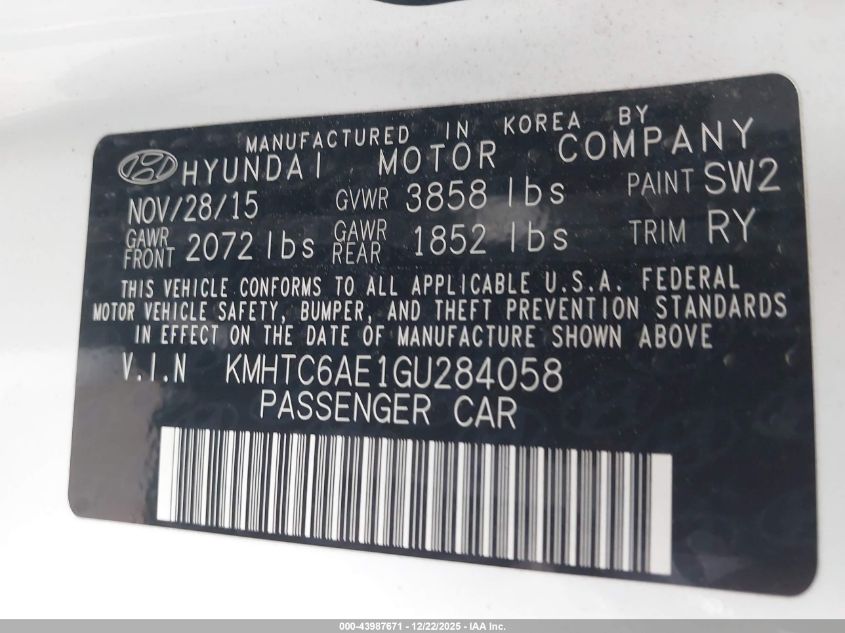 MANUFACTURED IN KOREA BY
HYUNDAI MOTOR COMPANY
NOV/28/15 GVWR 3858 lbs PAINT SW2
GAWR FRONT 2072 lbs GAWR REAR 1852 lbs TRIM RY
THIS VEHICLE CONFORMS TO ALL APPLICABLE U.S.A. FEDERAL
MOTOR VEHICLE SAFETY, BUMPER, AND THEFT PREVENTION STANDARDS
IN EFFECT ON THE DATE OF MANUFACTURE SHOWN ABOVE
V.I.N KMHTC6AE1GU284058
PASSENGER CAR
000-43987671 - 12/22/2025 - IAA Inc.